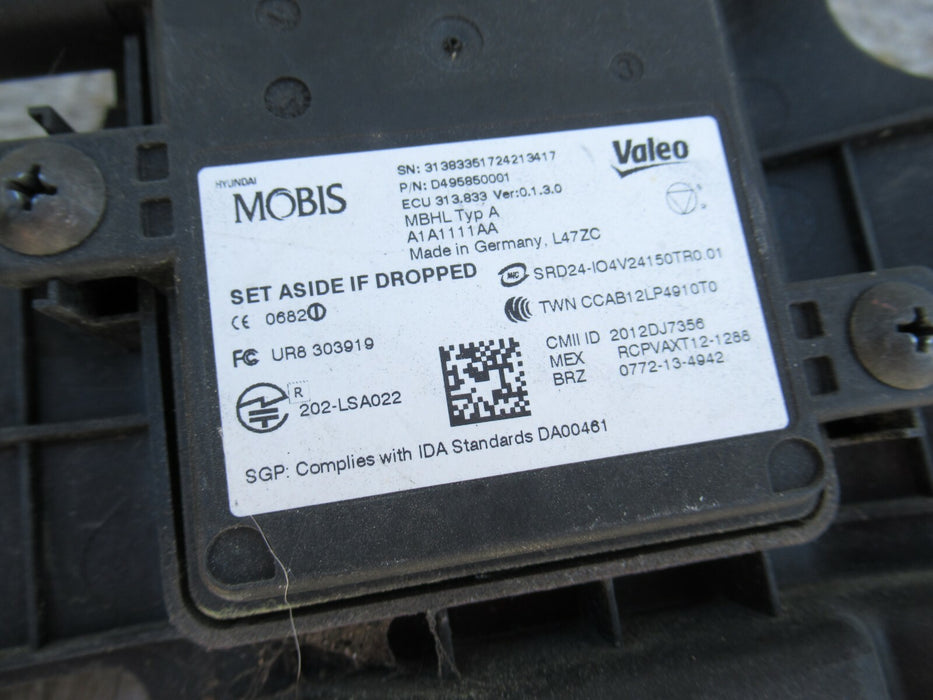 HYUNDAI
MOBIS
SN: 31383351724213417
P/N: D495850001
ECU 313.833 Ver:0.1.3.0
MBHL Typ A
A1A1111AA
Made in Germany, L47ZC
Valeo
SET ASIDE IF DROPPED
CE 0682
FC UR8 303919
R 202-LSA022
SRD24-IO4V24150TR0.01
TWN CCAB12LP4910T0
CMII ID 2012DJ7356
MEX RCPVAXT12-1286
BRZ 0772-13-4942
SGP: Complies with IDA Standards DA00461
3